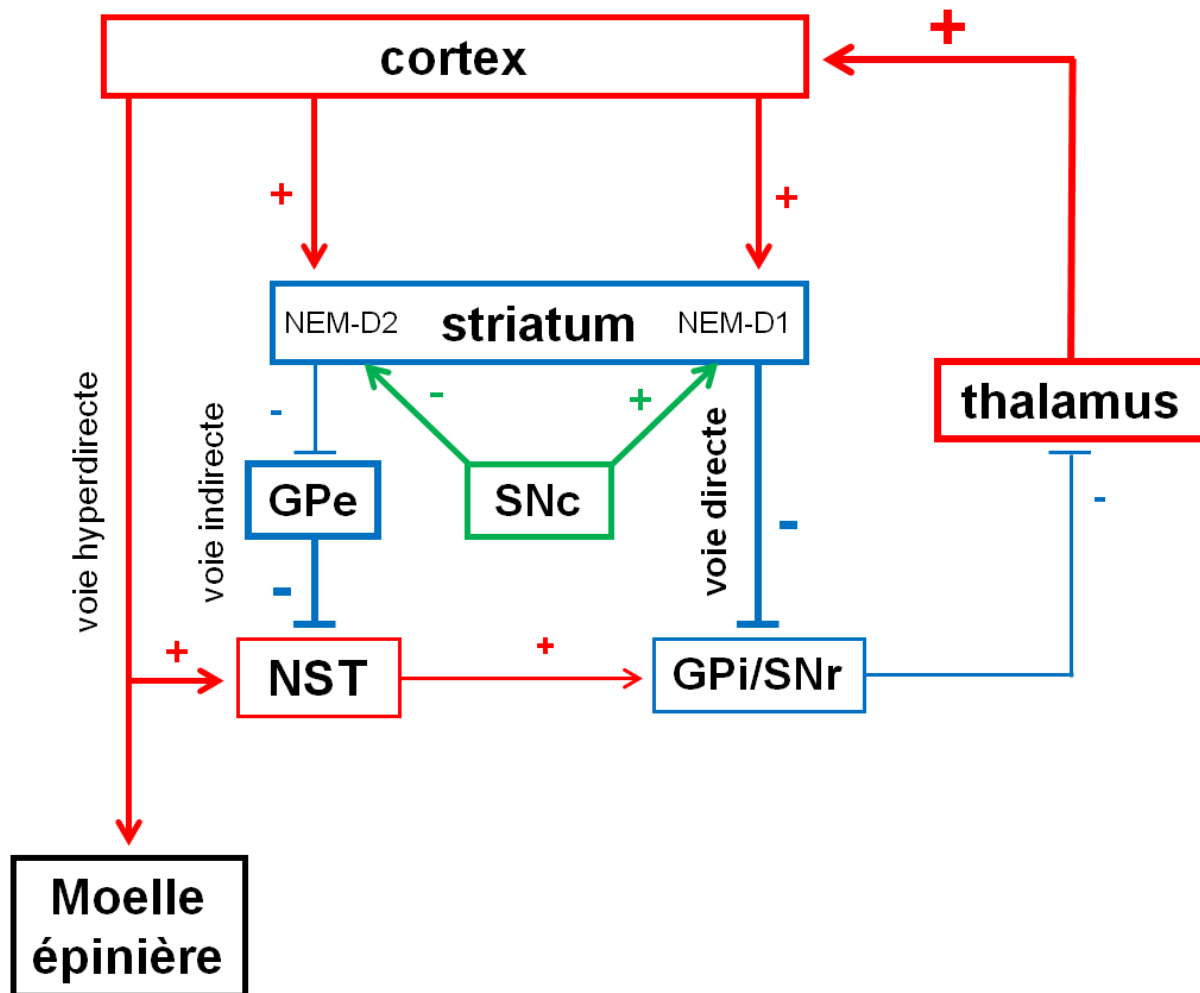 +
cortex
+
+
NEM-D2 striatum NEM-D1
thalamus
-
-
+
voie hyperdirecte
voie indirecte
GPe
SNc
voie directe
-
-
-
+
NST
+
GPi/SNr
Moelle
épinière